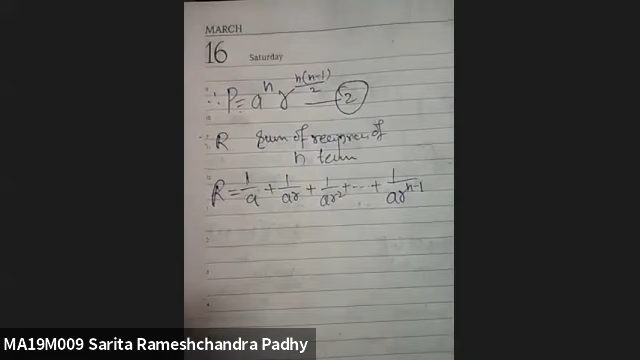 MARCH
16 Saturday
∴ P = a^n r^(n(n-1)/2) — 2
R Sum of reciprocal of
n term
R = 1/a + 1/ar + 1/ar^2 + ... + 1/ar^(n-1)
MA19M009 Sarita Rameshchandra Padhy